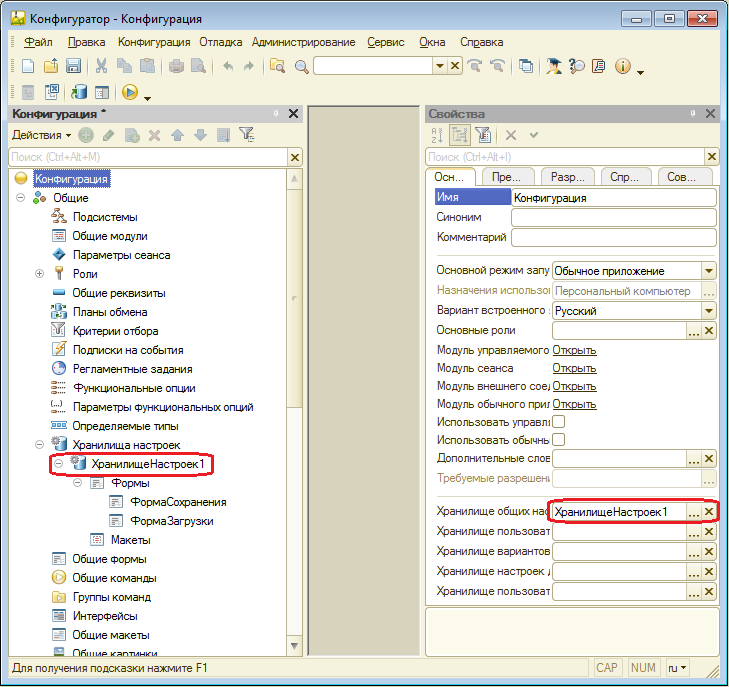 Конфигуратор - Конфигурация
Файл Правка Конфигурация Отладка Администрирование Сервис Окна Справка
Конфигурация *
Действия
Поиск (Ctrl+Alt+M)
Конфигурация
Общие
Подсистемы
Общие модули
Параметры сеанса
Роли
Общие реквизиты
Планы обмена
Критерии отбора
Подписки на события
Регламентные задания
Функциональные опции
Параметры функциональных опций
Определяемые типы
Хранилища настроек
ХранилищеНастроек1
Формы
ФормаСохранения
ФормаЗагрузки
Макеты
Общие формы
Общие команды
Группы команд
Интерфейсы
Общие макеты
Общие картинки
Свойства
Поиск (Ctrl+Alt+I)
Осн... Пре... Разр... Спр... Сов...
Имя Конфигурация
Синоним
Комментарий
Основной режим запу Обычное приложение
Назначения использо Персональный компьютер ...
Вариант встроенного Русский
Основные роли ...
Модуль управляемого Открыть
Модуль сеанса Открыть
Модуль внешнего соед Открыть
Модуль обычного прил Открыть
Использовать управля
Использовать обычны
Дополнительные слов ...
Требуемые разрешени ...
Хранилище общих нас ХранилищеНастроек1 ...
Хранилище пользоват ...
Хранилище вариантов ...
Хранилище настроек д ...
Хранилище пользоват ...
Для получения подсказки нажмите F1
CAP NUM ru